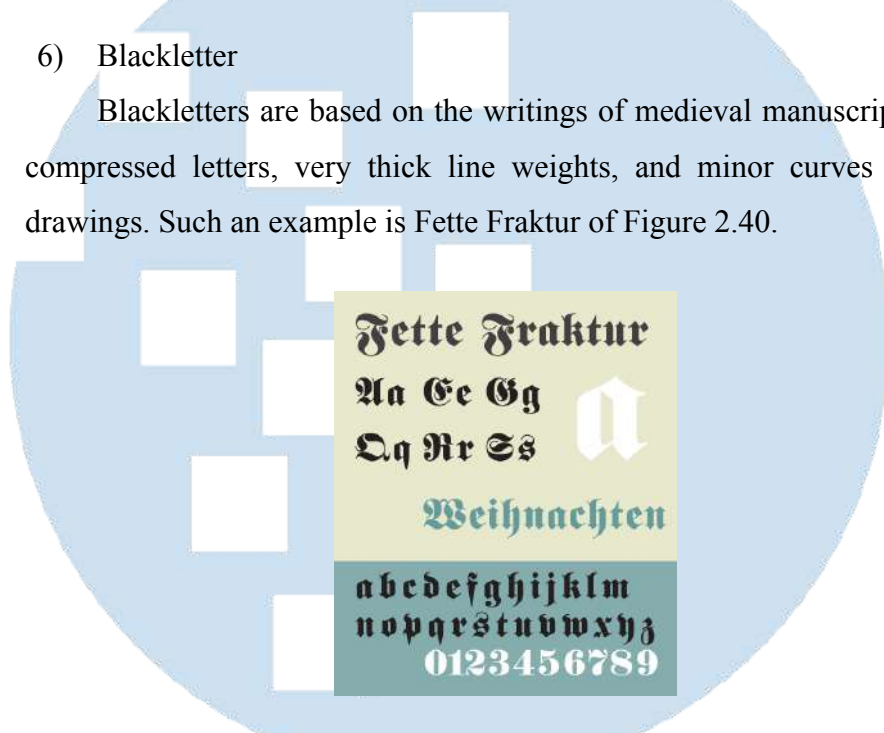 6) Blackletter
Blackletters are based on the writings of medieval
compressed letters, very thick line weights, and minor curves
drawings. Such an example is Fette Fraktur of Figure 2.40.
Fette Fraktur
Aa Ee Gg
a
Qq Rr Ss
Weihnachten
abcdefghijklm
nopqrstuvwxyz
0123456789